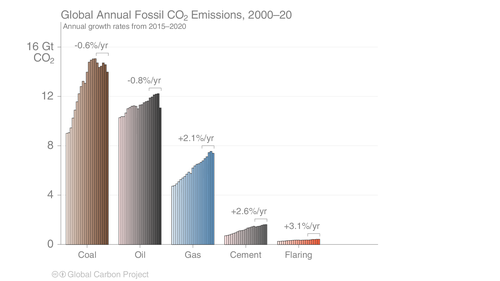 Global Annual Fossil CO₂ Emissions, 2000–20
Annual growth rates from 2015–2020
16 Gt
CO₂
12
8
4
0
-0.6%/yr
-0.8%/yr
+2.1%/yr
+2.6%/yr
+3.1%/yr
Coal
Oil
Gas
Cement
Flaring
Global Carbon Project